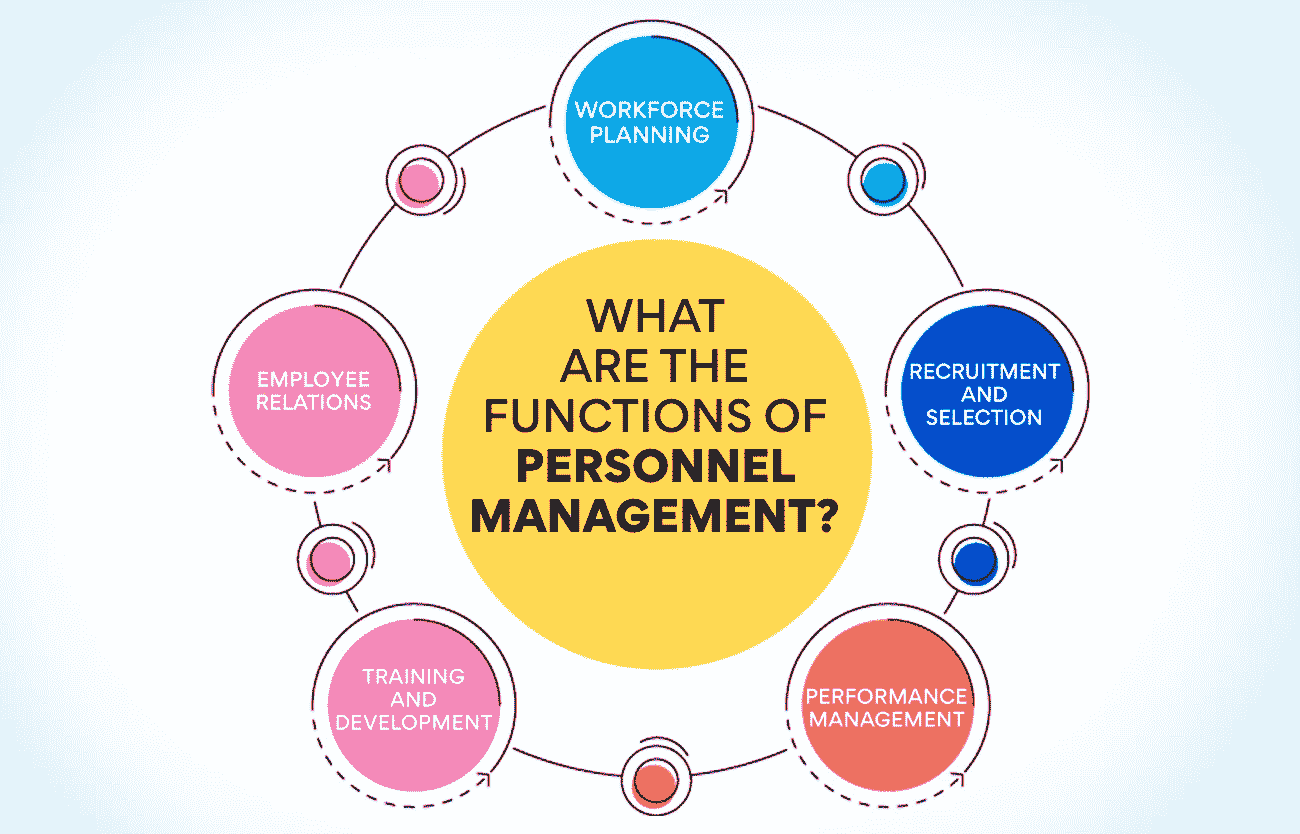 WORKFORCE
PLANNING
WHAT
ARE THE
FUNCTIONS OF
PERSONNEL
MANAGEMENT?
EMPLOYEE
RELATIONS
RECRUITMENT
AND
SELECTION
TRAINING
AND
DEVELOPMENT
PERFORMANCE
MANAGEMENT